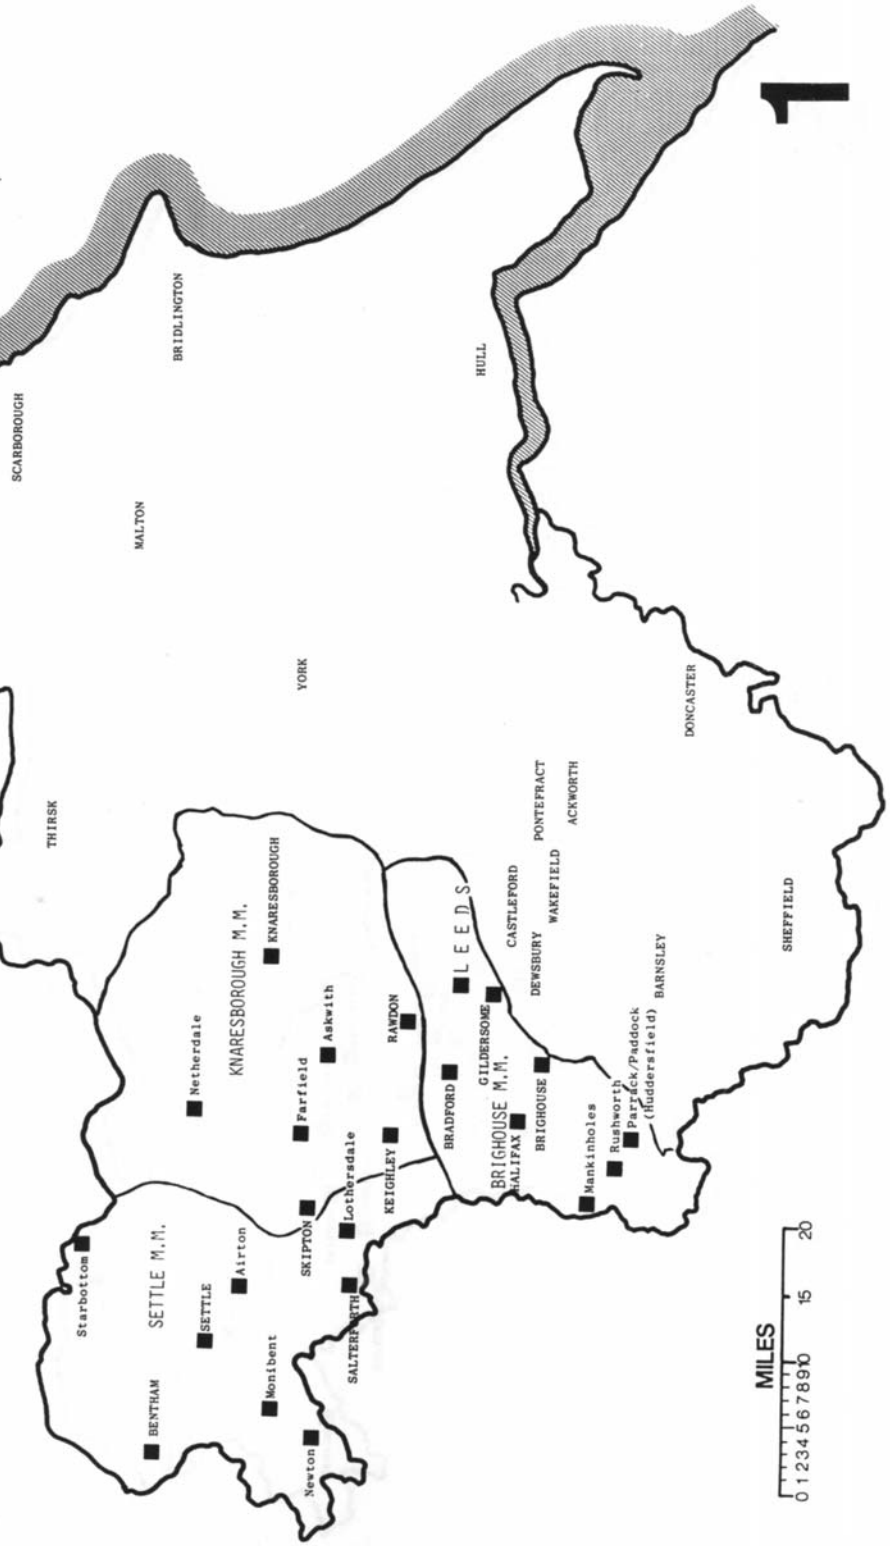 SCARBOROUGH
THIRSK
MALTON
BRIDLINGTON
YORK
HULL
Starbottom
BENTHAM
SETTLE M.M.
SETTLE
Airton
Monibent
Newton
SKIPTON
Lothersdale
SALTERFORTH
Netherdale
KNARESBOROUGH M.M.
KNARESBOROUGH
Farfield
Askwith
KEIGHLEY
RAWDON
BRADFORD
LEEDS
GILDERSOME
BRIGHOUSE M.M.
HALIFAX
BRIGHOUSE
Mankinholes
Rushworth
Parrack/Paddock
(Huddersfield)
CASTLEFORD
DEWSBURY
WAKEFIELD
PONTEFRACT
ACKWORTH
BARNSLEY
DONCASTER
SHEFFIELD
MILES
0 1 2 3 4 5 6 7 8 9 10 15 20
1